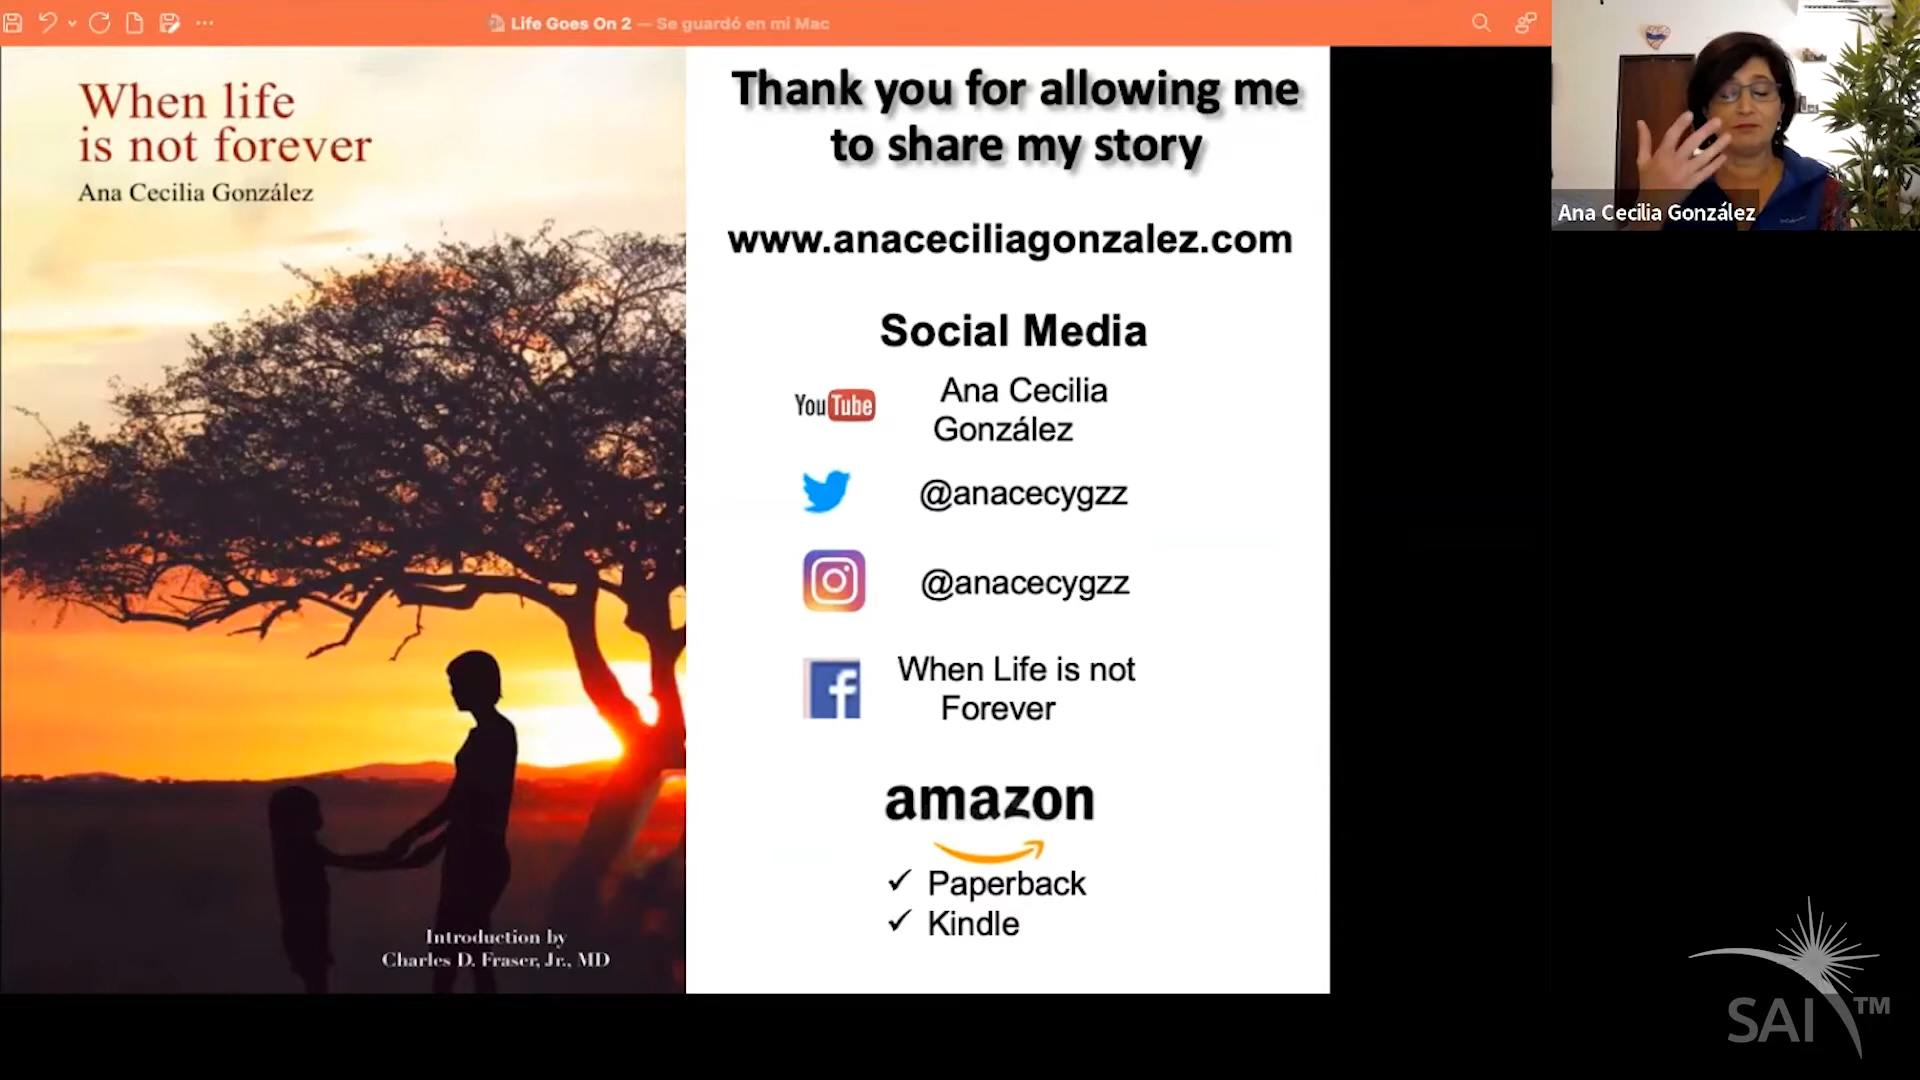 Life Goes On 2 — Se guardó en mi Mac
When life
is not forever
Ana Cecilia González
Introduction by
Charles D. Fraser, Jr., MD
Thank you for allowing me
to share my story
www.anaceciliagonzalez.com
Social Media
YouTube
Ana Cecilia
González
@anacecygzz
@anacecygzz
f
When Life is not
Forever
amazon
✓ Paperback
✓ Kindle
Ana Cecilia González
SAI™